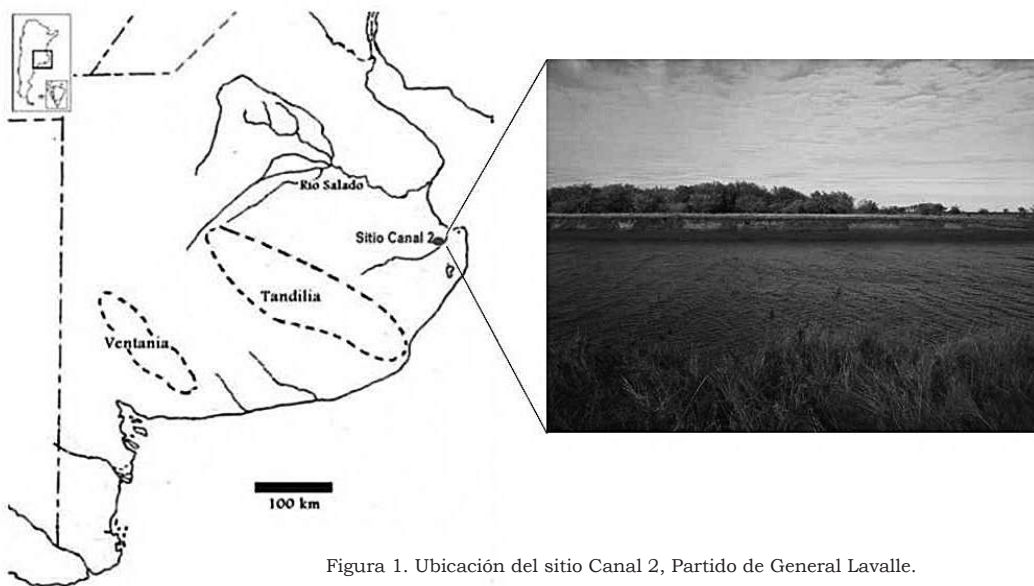 Río Salado
Sitio Canal 2
Tandilia
Ventania
100 km
Figura 1. Ubicación del sitio Canal 2, Partido de General Lavalle.